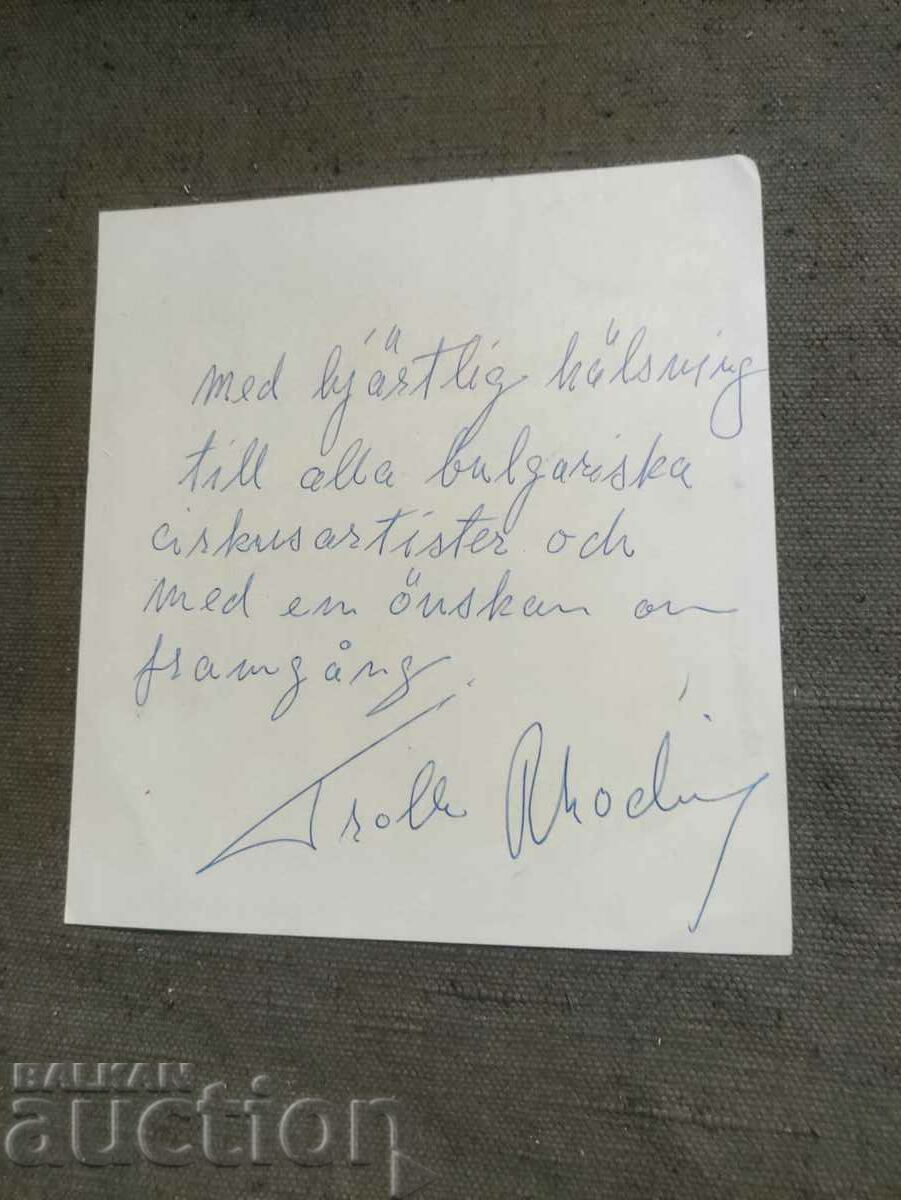 med hjärtlig hälsning
till alla bulgariska
cirkusartister och
med en önskan om
framgång.
Trolle Rhodin
BALKAN
auction